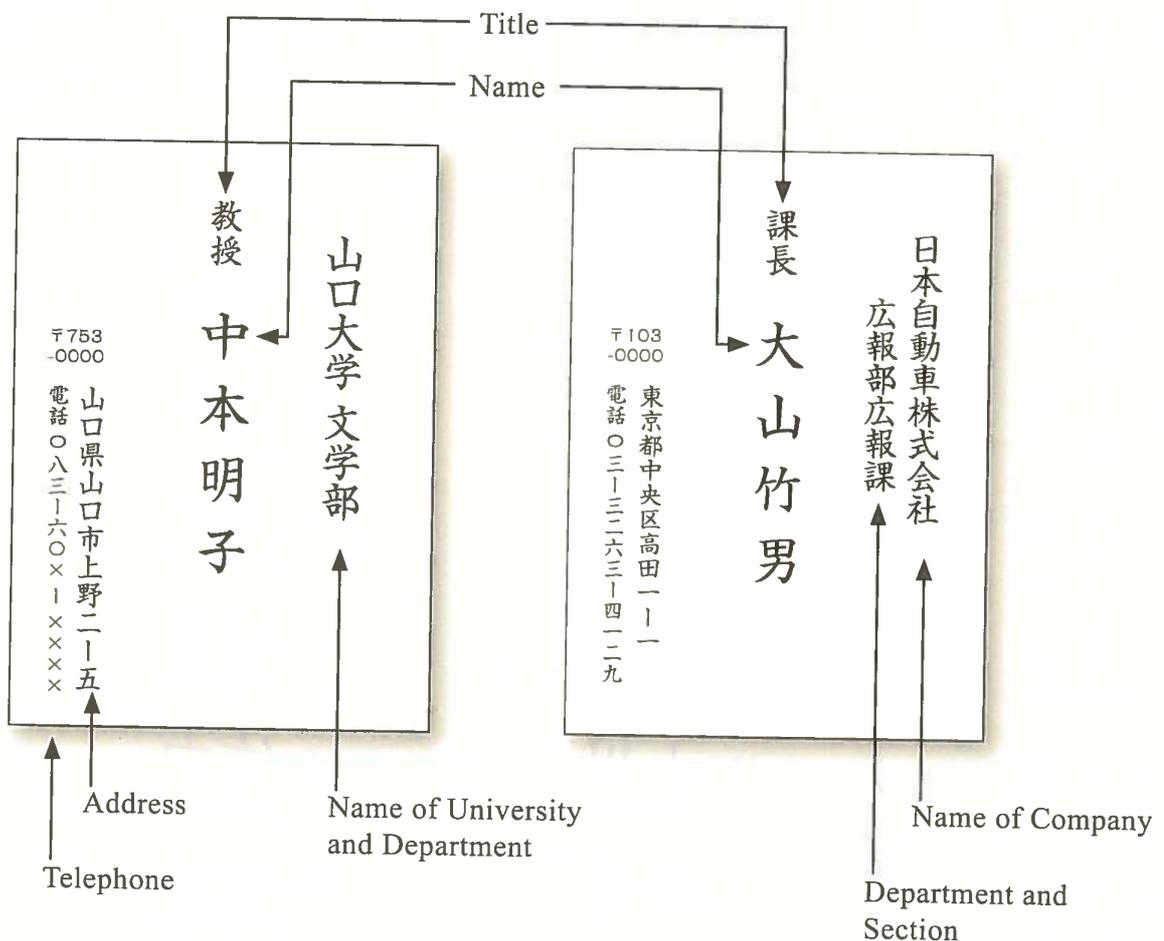 Title
Name
山口大学 文学部
教授 中本明子
〒753
-0000
山口県山口市上野二ー五
電話〇八三ー六〇×ー××××
日本自動車株式会社
広報部広報課
課長 大山竹男
〒103
-0000
東京都中央区高田一ー一
電話〇三ー三二六三ー四一二九
Address
Telephone
Name of University
and Department
Name of Company
Department and
Section